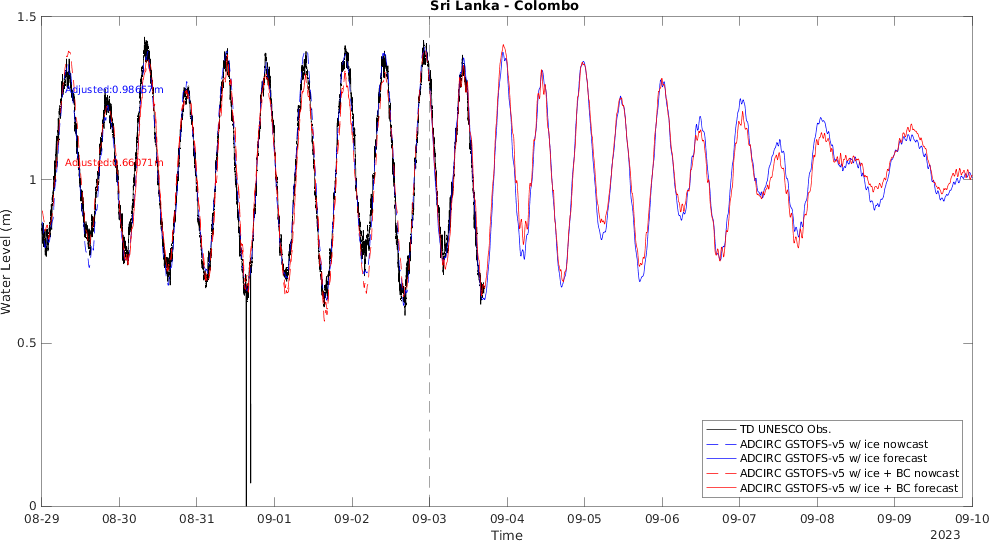 Sri Lanka - Colombo
1.5
1
0.5
0
Water Level (m)
Adjusted:0.98657m
Adjusted:0.66071m
TD UNESCO Obs.
ADCIRC GSTOFS-v5 w/ ice nowcast
ADCIRC GSTOFS-v5 w/ ice forecast
ADCIRC GSTOFS-v5 w/ ice + BC nowcast
ADCIRC GSTOFS-v5 w/ ice + BC forecast
08-29 08-30 08-31 09-01 09-02 09-03 09-04 09-05 09-06 09-07 09-08 09-09 09-10
Time
2023